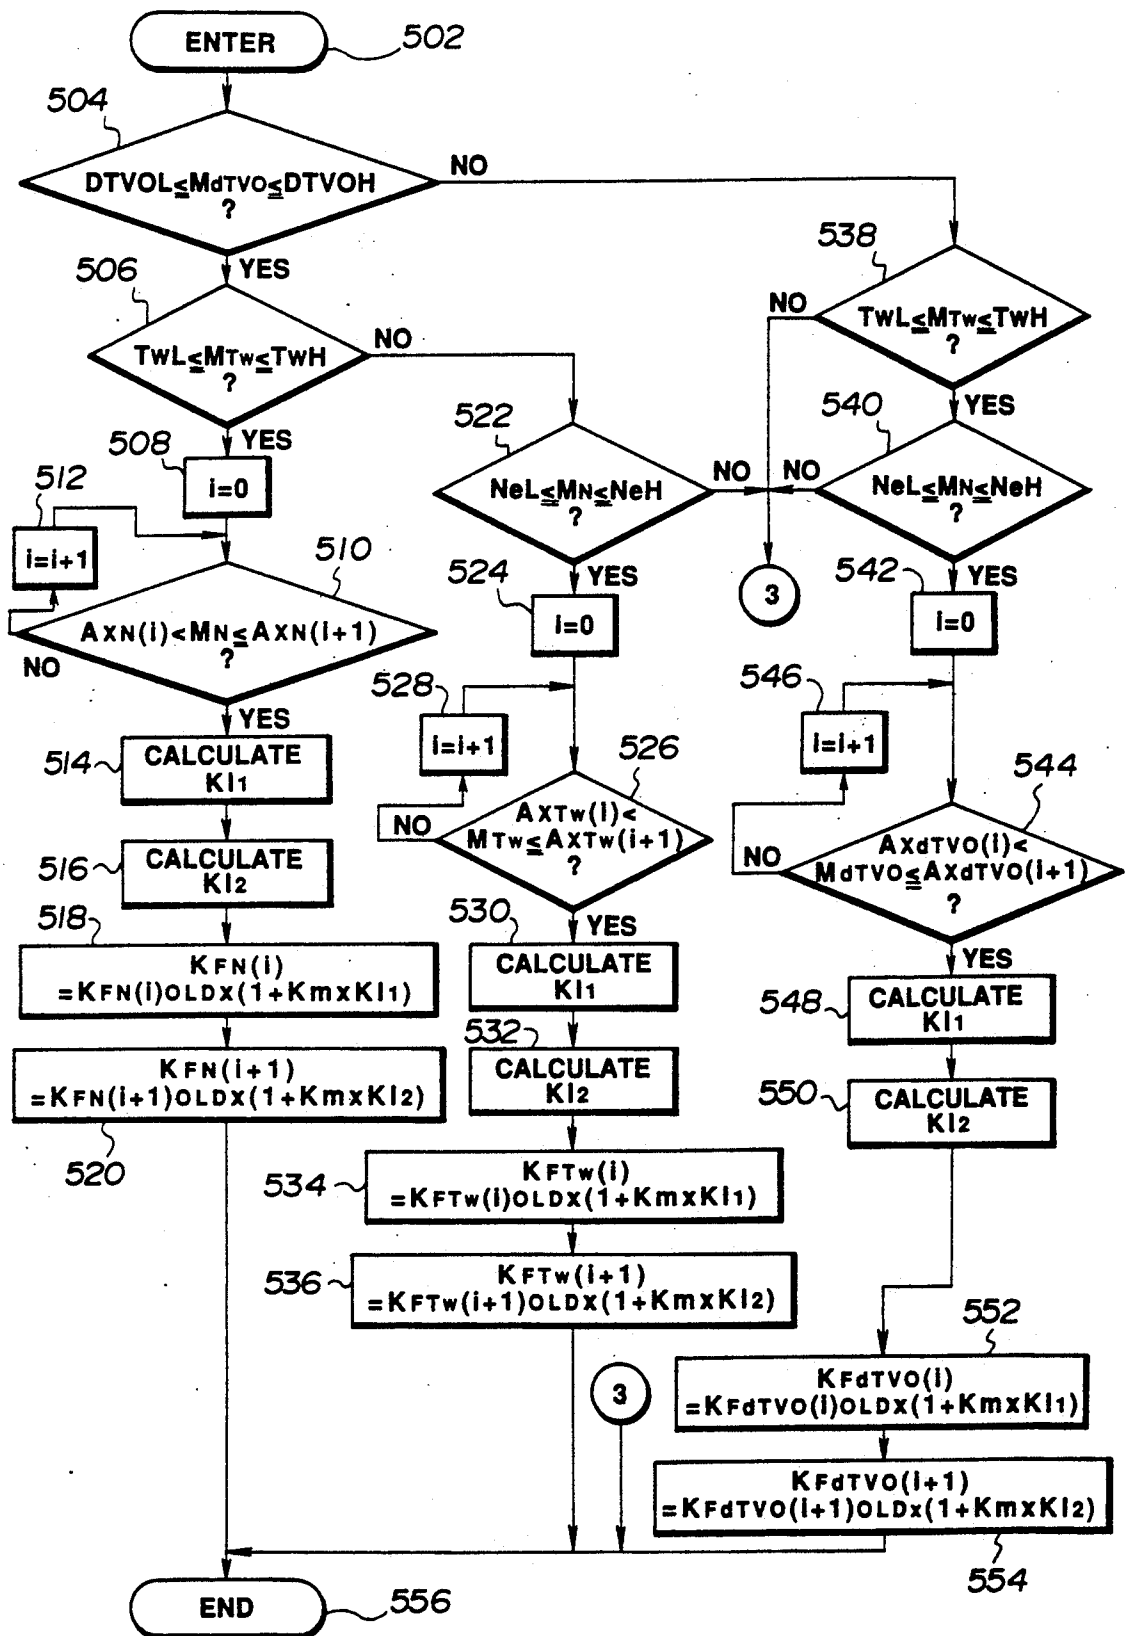 ENTER
502
504
DTVOL≦MdTVO≦DTVOH
?
NO
YES
506
TWL≦MTW≦TWH
?
NO
YES
538
TWL≦MTW≦TWH
?
NO
YES
508
i=0
512
i=i+1
510
AXN(i)<MN≦AXN(i+1)
?
NO
YES
514
CALCULATE
KI1
516
CALCULATE
KI2
518
KFN(i)
=KFN(i)OLDx(1+KmxKI1)
KFN(i+1)
=KFN(i+1)OLDx(1+KmxKI2)
520
522
NeL≦MN≦NeH
?
NO
YES
524
i=0
528
i=i+1
526
AXTw(i)<
MTw≦AXTw(i+1)
?
NO
YES
530
CALCULATE
KI1
532
CALCULATE
KI2
534
KFTw(i)
=KFTw(i)OLDx(1+KmxKI1)
536
KFTw(i+1)
=KFTw(i+1)OLDx(1+KmxKI2)
540
NeL≦MN≦NeH
?
NO
YES
3
542
i=0
546
i=i+1
544
AXdTVO(i)<
MdTVO≦AXdTVO(i+1)
?
NO
YES
548
CALCULATE
KI1
550
CALCULATE
KI2
552
KFdTVO(i)
=KFdTVO(i)OLDx(1+KmxKI1)
KFdTVO(i+1)
=KFdTVO(i+1)OLDx(1+KmxKI2)
554
3
END
556